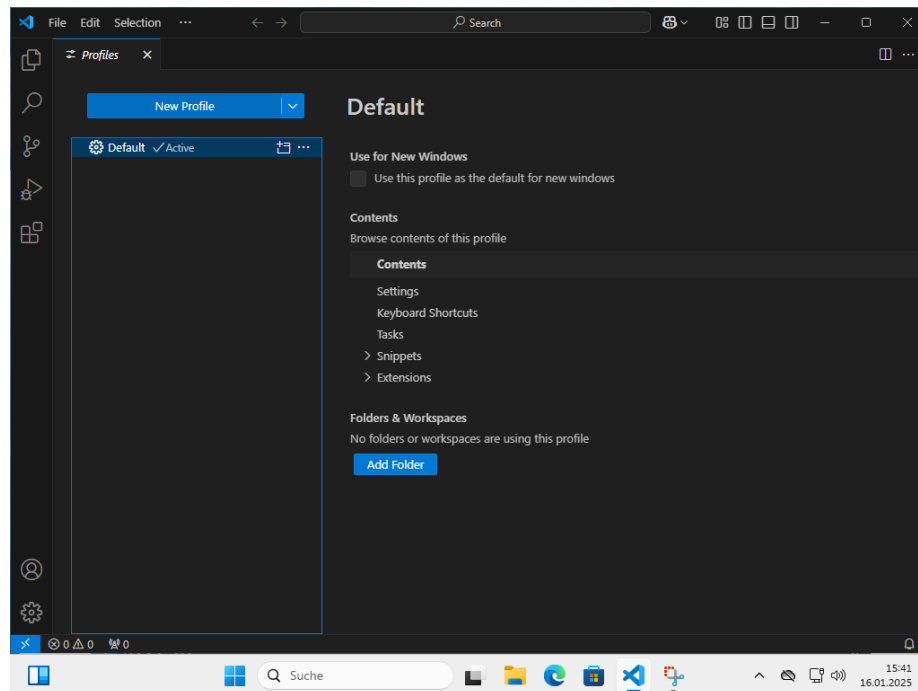 File Edit Selection ··· Search
Profiles
New Profile
Default Active
Default
Use for New Windows
Use this profile as the default for new windows
Contents
Browse contents of this profile
Contents
Settings
Keyboard Shortcuts
Tasks
Snippets
Extensions
Folders & Workspaces
No folders or workspaces are using this profile
Add Folder
0 0 0
Suche
15:41
16.01.2025